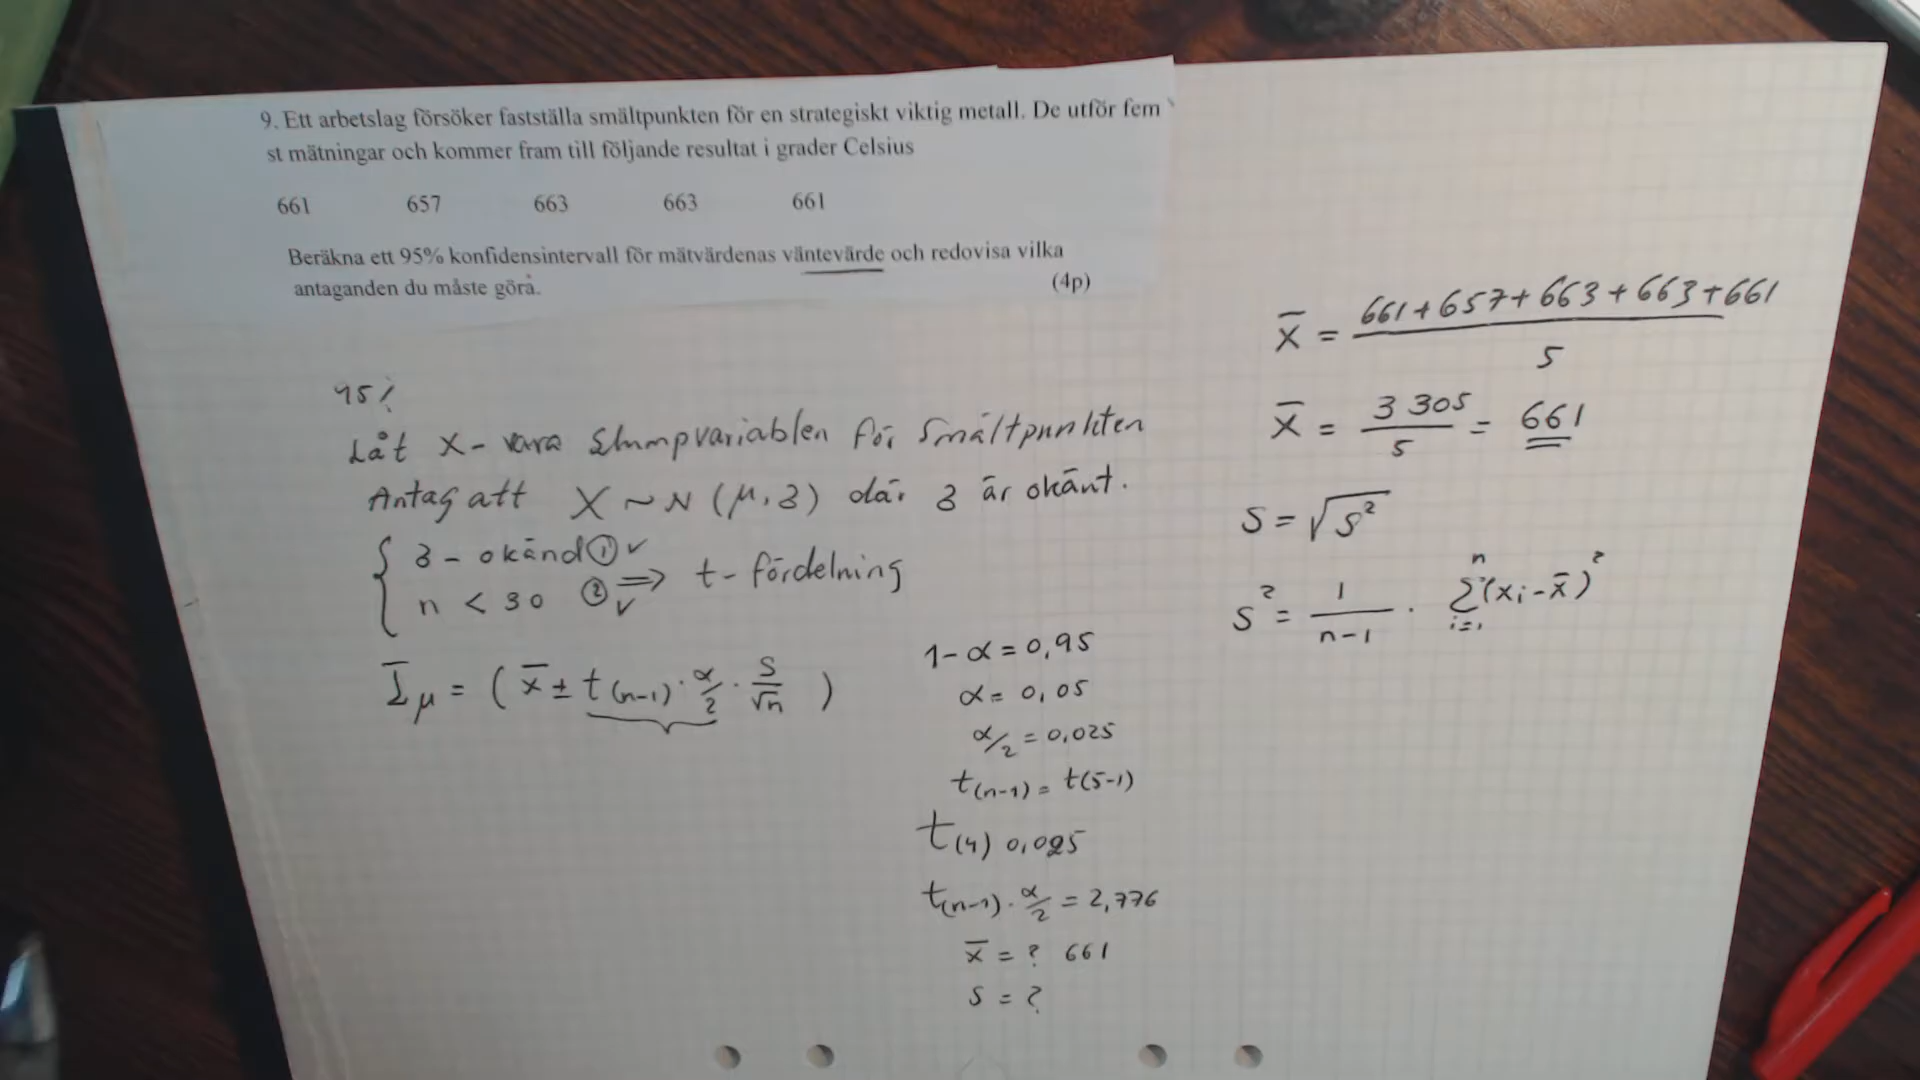 9. Ett arbetslag försöker fastställa smältpunkten för en strategiskt viktig metall. De utför fem
st mätningar och kommer fram till följande resultat i grader Celsius
661 657 663 663 661
Beräkna ett 95% konfidensintervall för mätvärdenas väntevärde och redovisa vilka
antaganden du måste göra.
(4p)
95%
Låt X - vara Slumpvariablen för Smältpunkten
Antag att X ~ N (μ, σ) där σ är okänt.
σ - okänd ① ✓
n < 30 ② ✓ ⇒ t - fördelning
I μ = ( x̄ ± t (n-1) · α/2 · s/√n )
1-α = 0,95
α = 0,05
α/2 = 0,025
t(n-1) = t(5-1)
t(4) 0,025
t(n-1) · α/2 = 2,776
x̄ = ? 661
s = ?
x̄ = (661+657+663+663+661)/5
x̄ = 3 305/5 = 661
S = √S²
S² = 1/(n-1) · Σ(xi - x̄)² n i=1